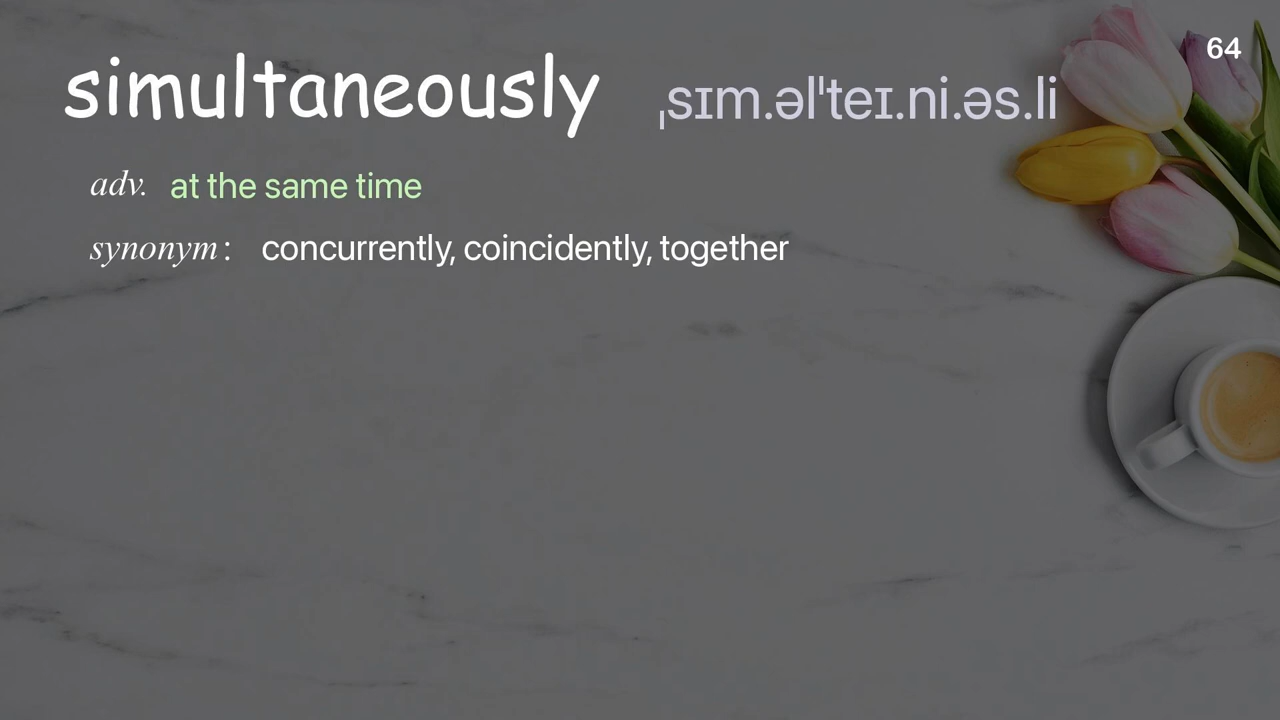 64
simultaneously ˌsɪm.əlˈteɪ.ni.əs.li
adv. at the same time
synonym : concurrently, coincidently, together